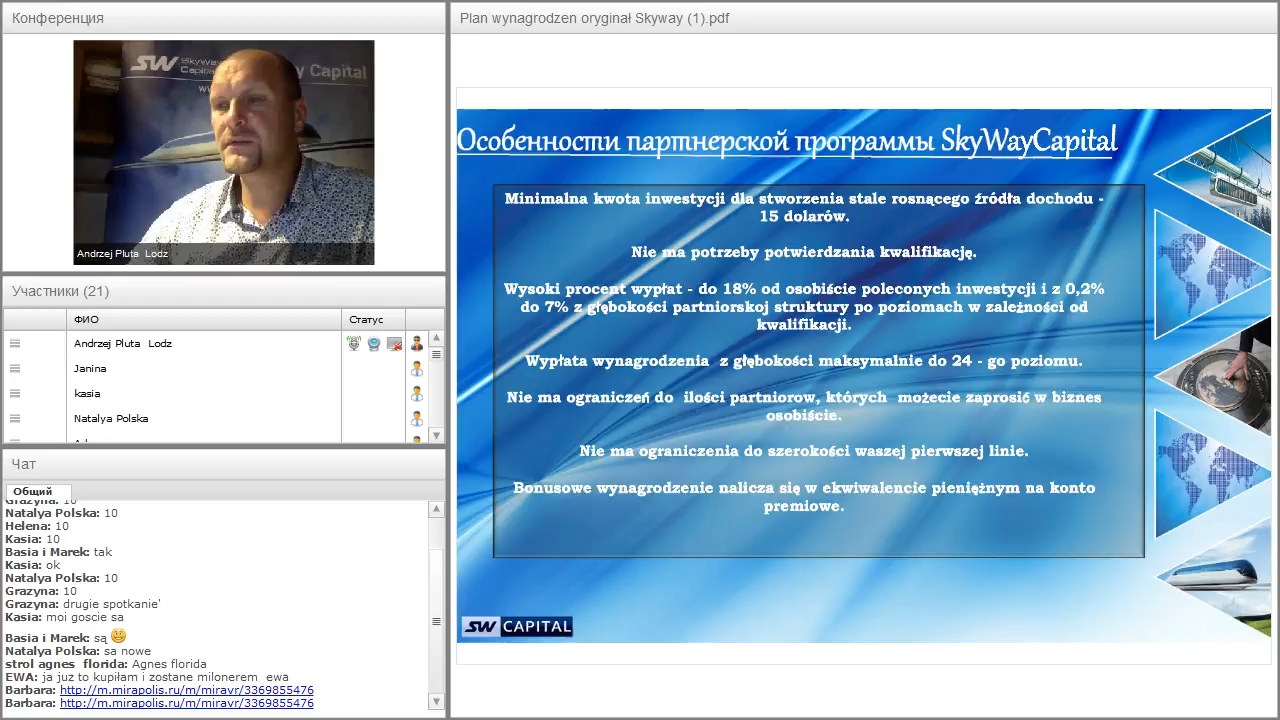 Конференция
SW SkyWay Capital
y Capital
Andrzej Pluta Lodz
Участники (21)
ФИО
Статус
Andrzej Pluta Lodz
Janina
kasia
Natalya Polska
Чат
Общий
Grazyna: 10
Natalya Polska: 10
Helena: 10
Kasia: 10
Basia i Marek: tak
Kasia: ok
Natalya Polska: 10
Grazyna: 10
Grazyna: drugie spotkanie'
Kasia: moi goscie sa
Basia i Marek: są
Natalya Polska: sa nowe
strol agnes florida: Agnes florida
EWA: ja juz to kupiłam i zostane milonerem ewa
Barbara: http://m.mirapolis.ru/m/miravr/3369855476
Barbara: http://m.mirapolis.ru/m/miravr/3369855476
Plan wynagrodzen oryginał Skyway (1).pdf
Особенности партнерской программы SkyWayCapital
Minimalna kwota inwestycji dla stworzenia stale rosnącego źródła dochodu -
15 dolarów.
Nie ma potrzeby potwierdzania kwalifikację.
Wysoki procent wypłat - do 18% od osobiście poleconych inwestycji i z 0,2%
do 7% z głębokości partniorskoj struktury po poziomach w zależności od
kwalifikacji.
Wypłata wynagrodzenia z głębokości maksymalnie do 24 - go poziomu.
Nie ma ograniczeń do ilości partniorow, których możecie zaprosić w biznes
osobiście.
Nie ma ograniczenia do szerokości waszej pierwszej linie.
Bonusowe wynagrodzenie nalicza się w ekwiwalencie pieniężnym na konto
premiowe.
SW CAPITAL